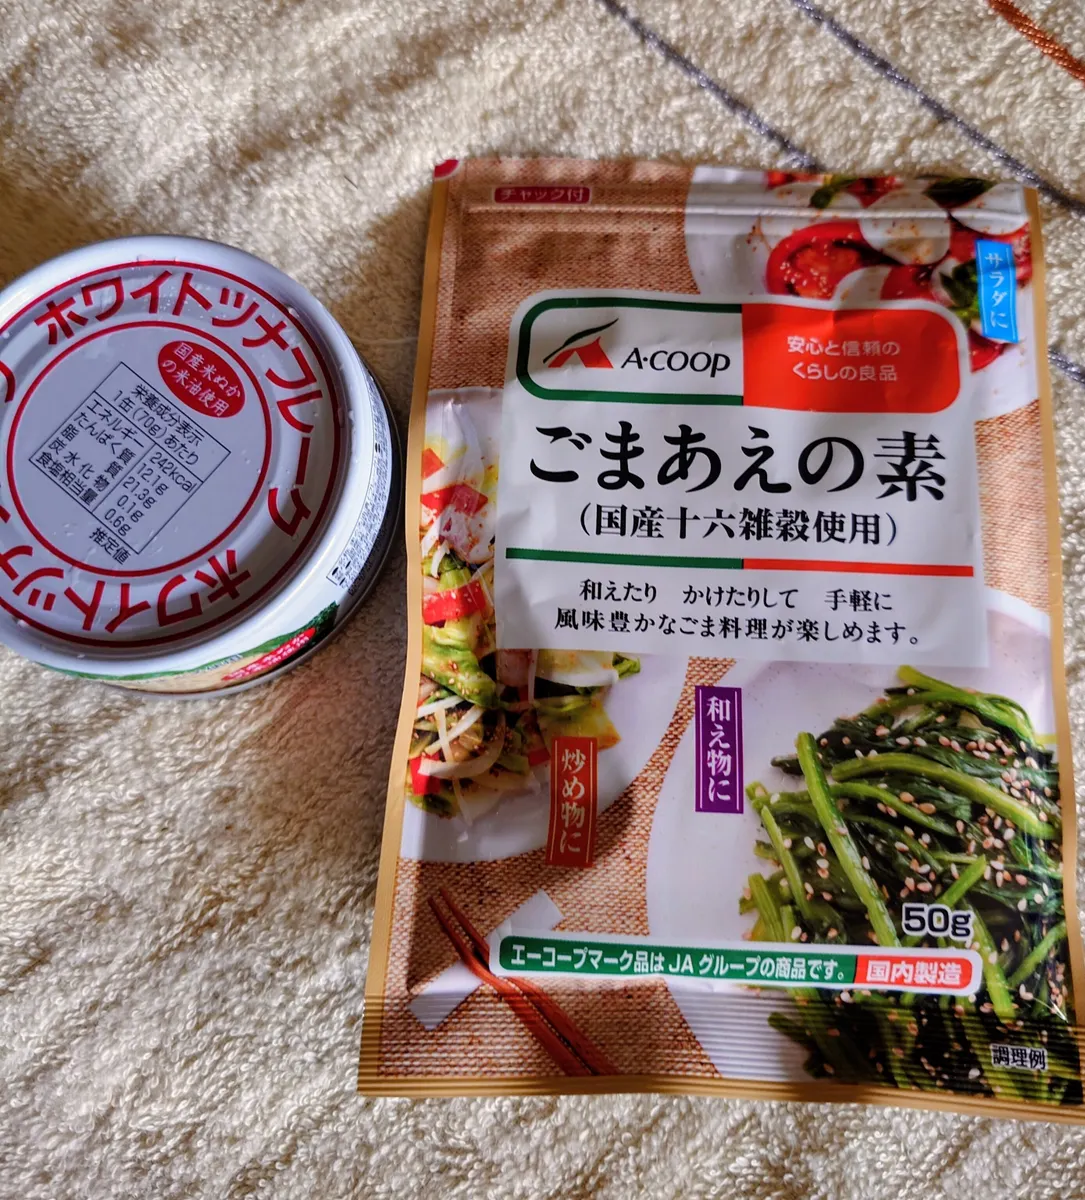 ホワイトツナフレーク
ホワイトツナ
国産米ぬか
の米油使用
栄養成分表示
1缶(70g)あたり
エネルギー 242kcal
たんぱく質 12.1g
脂質 21.3g
炭水化物 0.1g
食塩相当量 0.6g
推定値
チャック付
サラダに
A·COOP
安心と信頼の
くらしの良品
ごまあえの素
(国産十六雑穀使用)
和えたり かけたりして 手軽に
風味豊かなごま料理が楽しめます。
和え物に
炒め物に
50g
エーコープマーク品はJAグループの商品です。 国内製造
調理例